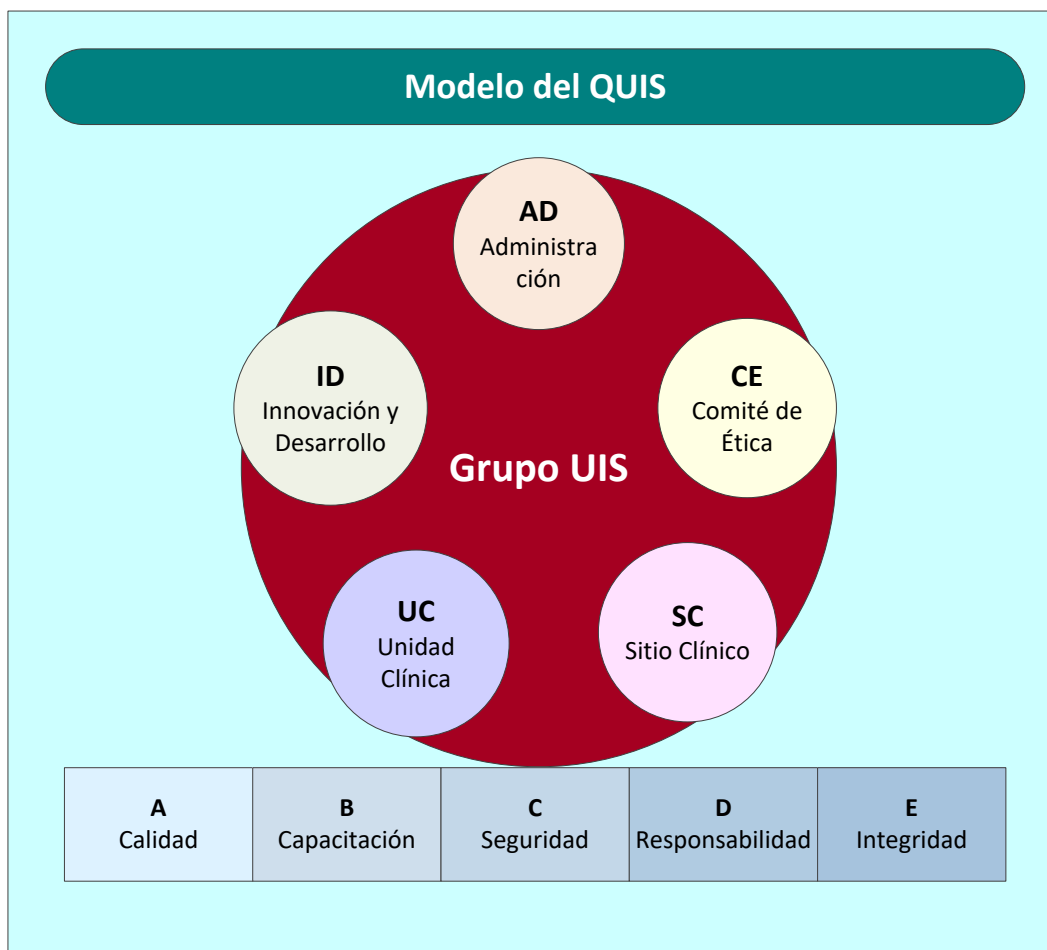 Modelo del QUIS
AD
Administra
ción
ID
Innovación y
Desarrollo
CE
Comité de
Ética
Grupo UIS
UC
Unidad
Clínica
SC
Sitio Clínico
A
Calidad
B
Capacitación
C
Seguridad
D
Responsabilidad
E
Integridad